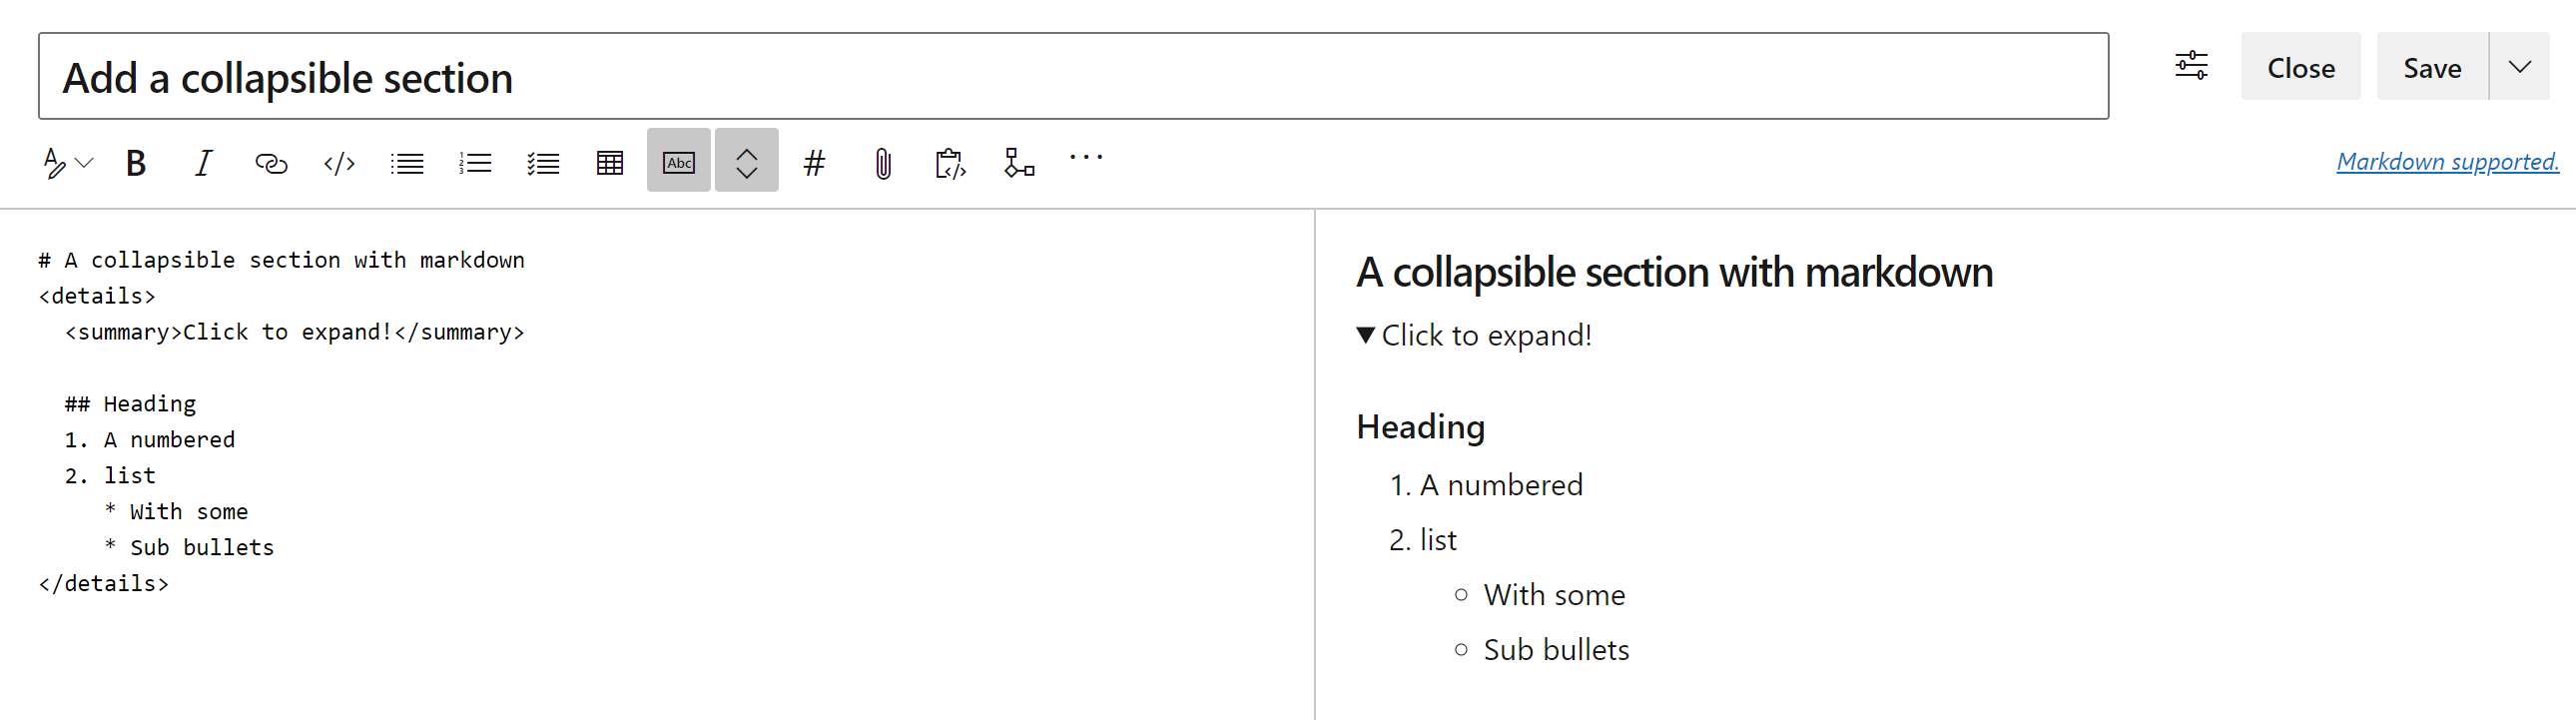 Add a collapsible section
Close
Save
B I </> Abc # ...
Markdown supported.
# A collapsible section with markdown
<details>
  <summary>Click to expand!</summary>

  ## Heading
  1. A numbered
  2. list
     * With some
     * Sub bullets
</details>
A collapsible section with markdown
▼ Click to expand!
Heading
1. A numbered
2. list
○ With some
○ Sub bullets